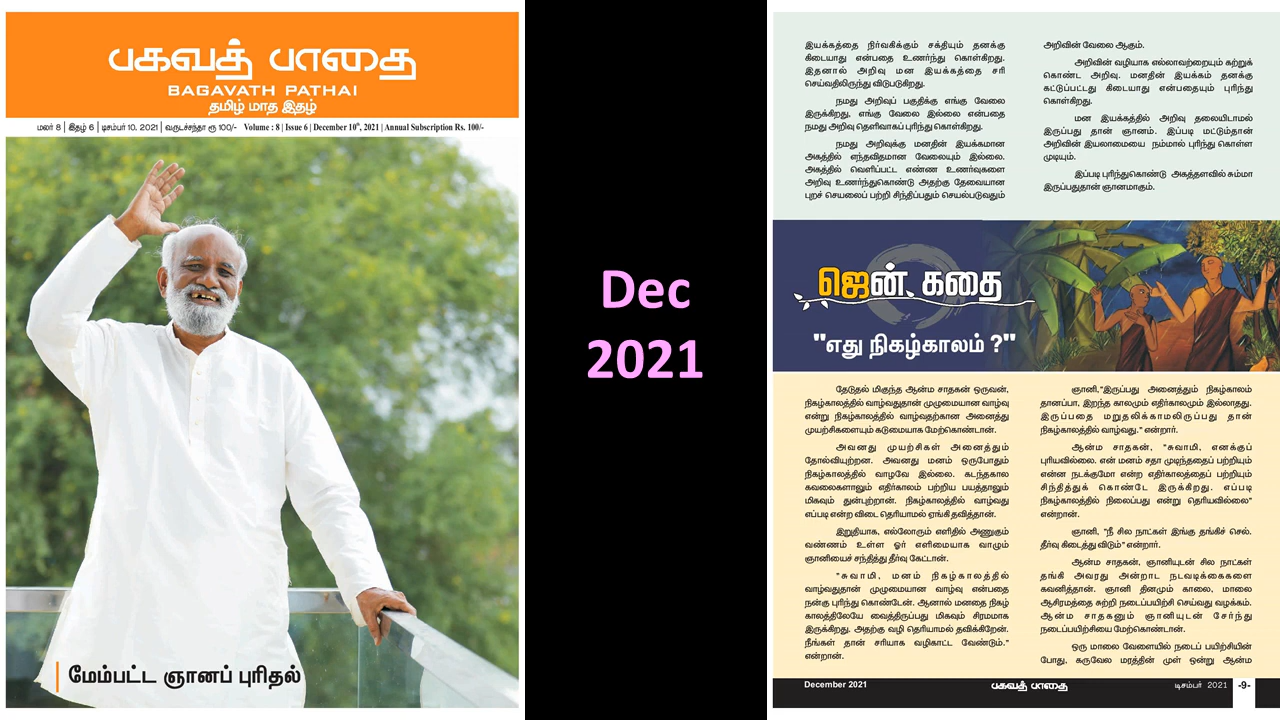 பகவத் பாதை
BAGAVATH PATHAI
தமிழ் மாத இதழ்
மலர் 8 | இதழ் 6 | டிசம்பர் 10, 2021 | வருடச்சந்தா ரூ 100/- Volume : 8 | Issue 6 | December 10th, 2021 | Annual Subscription Rs. 100/-
மேம்பட்ட ஞானப் புரிதல்
Dec
2021
இயக்கத்தை நிர்வகிக்கும் சக்தியும் தனக்கு
கிடையாது என்பதை உணர்ந்து கொள்கிறது.
இதனால் அறிவு மன இயக்கத்தை சரி
செய்வதிலிருந்து விடுபடுகிறது.
நமது அறிவுப் பகுதிக்கு எங்கு வேலை
இருக்கிறது, எங்கு வேலை இல்லை என்பதை
நமது அறிவு தெளிவாகப் புரிந்து கொள்கிறது.
நமது அறிவுக்கு மனதின் இயக்கமான
அகத்தில் எந்தவிதமான வேலையும் இல்லை.
அகத்தில் வெளிப்பட்ட எண்ண உணர்வுகளை
அறிவு உணர்ந்துகொண்டு அதற்கு தேவையான
புறச் செயலைப் பற்றி சிந்திப்பதும் செயல்படுவதும்
அறிவின் வேலை ஆகும்.
அறிவின் வழியாக எல்லாவற்றையும் கற்றுக்
கொண்ட அறிவு, மனதின் இயக்கம் தனக்கு
கட்டுப்பட்டது கிடையாது என்பதையும் புரிந்து
கொள்கிறது.
மன இயக்கத்தில் அறிவு தலையிடாமல்
இருப்பது தான் ஞானம். இப்படி மட்டும்தான்
அறிவின் இயலாமையை நம்மால் புரிந்து கொள்ள
முடியும்.
இப்படி புரிந்துகொண்டு அகத்தளவில் சும்மா
இருப்பதுதான் ஞானமாகும்.
ஜென் கதை
"எது நிகழ்காலம் ?"
தேடுதல் மிகுந்த ஆன்ம சாதகன் ஒருவன்,
நிகழ்காலத்தில் வாழ்வதுதான் முழுமையான வாழ்வு
என்று நிகழ்காலத்தில் வாழ்வதற்கான அனைத்து
முயற்சிகளையும் கடுமையாக மேற்கொண்டான்.
அவனது முயற்சிகள் அனைத்தும்
தோல்வியுற்றன. அவனது மனம் ஒருபோதும்
நிகழ்காலத்தில் வாழவே இல்லை. கடந்தகால
கவலைகளாலும் எதிர்காலம் பற்றிய பயத்தாலும்
மிகவும் துன்புற்றான். நிகழ்காலத்தில் வாழ்வது
எப்படி என்ற விடை தெரியாமல் ஏங்கி தவித்தான்.
இறுதியாக, எல்லோரும் எளிதில் அணுகும்
வண்ணம் உள்ள ஓர் எளிமையாக வாழும்
ஞானியைச் சந்தித்து தீர்வு கேட்டான்.
"சுவாமி, மனம் நிகழ்காலத்தில்
வாழ்வதுதான் முழுமையான வாழ்வு என்பதை
நன்கு புரிந்து கொண்டேன். ஆனால் மனதை நிகழ்
காலத்திலேயே வைத்திருப்பது மிகவும் சிரமமாக
இருக்கிறது. அதற்கு வழி தெரியாமல் தவிக்கிறேன்.
நீங்கள் தான் சரியாக வழிகாட்ட வேண்டும்."
என்றான்.
ஞானி,"இருப்பது அனைத்தும் நிகழ்காலம்
தானப்பா, இறந்த காலமும் எதிர்காலமும் இல்லாதது.
இருப்பதை மறுதலிக்காமலிருப்பது தான்
நிகழ்காலத்தில் வாழ்வது." என்றார்.
ஆன்ம சாதகன், "சுவாமி, எனக்குப்
புரியவில்லை. என் மனம் சதா முடிந்ததைப் பற்றியும்
என்ன நடக்குமோ என்ற எதிர்காலத்தைப் பற்றியும்
சிந்தித்துக் கொண்டே இருக்கிறது. எப்படி
நிகழ்காலத்தில் நிலைப்பது என்று தெரியவில்லை"
என்றான்.
ஞானி, "நீ சில நாட்கள் இங்கு தங்கிச் செல்.
தீர்வு கிடைத்து விடும்" என்றார்.
ஆன்ம சாதகன், ஞானியுடன் சில நாட்கள்
தங்கி அவரது அன்றாட நடவடிக்கைகளை
கவனித்தான். ஞானி தினமும் காலை, மாலை
ஆசிரமத்தை சுற்றி நடைப்பயிற்சி செய்வது வழக்கம்.
ஆன்ம சாதகனும் ஞானியுடன் சேர்ந்து
நடைப்பயிற்சியை மேற்கொண்டான்.
ஒரு மாலை வேளையில் நடைப் பயிற்சியின்
போது, கருவேல மரத்தின் முள் ஒன்று ஆன்ம
December 2021
பகவத் பாதை
டிசம்பர் 2021
-9-